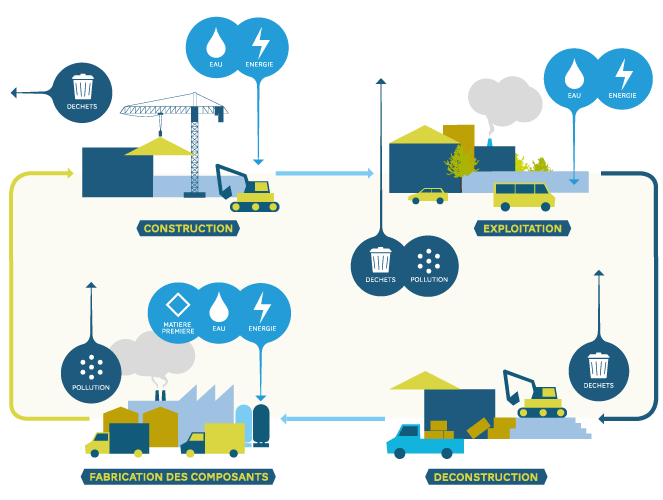 EAU
ENERGIE
DECHETS
CONSTRUCTION
EAU
ENERGIE
EXPLOITATION
DECHETS
POLLUTION
MATIERE
PREMIERE
EAU
ENERGIE
POLLUTION
FABRICATION DES COMPOSANTS
DECHETS
DECONSTRUCTION